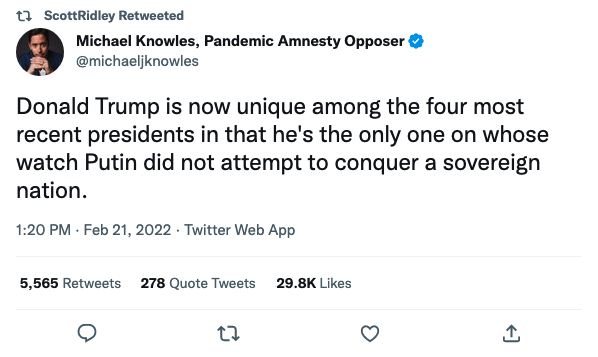 ScottRidley Retweeted
Michael Knowles, Pandemic Amnesty Opposer
@michaeljknowles
Donald Trump is now unique among the four most
recent presidents in that he's the only one on whose
watch Putin did not attempt to conquer a sovereign
nation.
1:20 PM · Feb 21, 2022 · Twitter Web App
5,565 Retweets 278 Quote Tweets 29.8K Likes